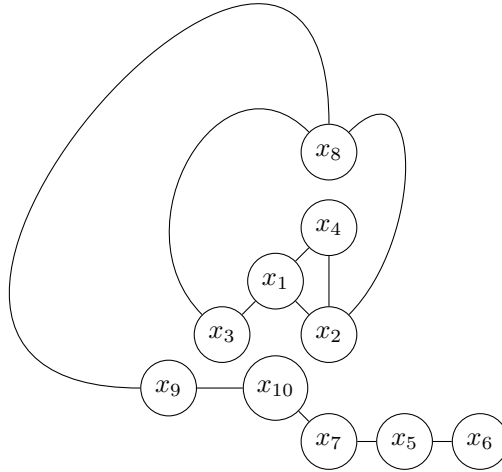 x₈
x₄
x₁
x₃ x₂
x₉ x₁₀
x₇ x₅ x₆